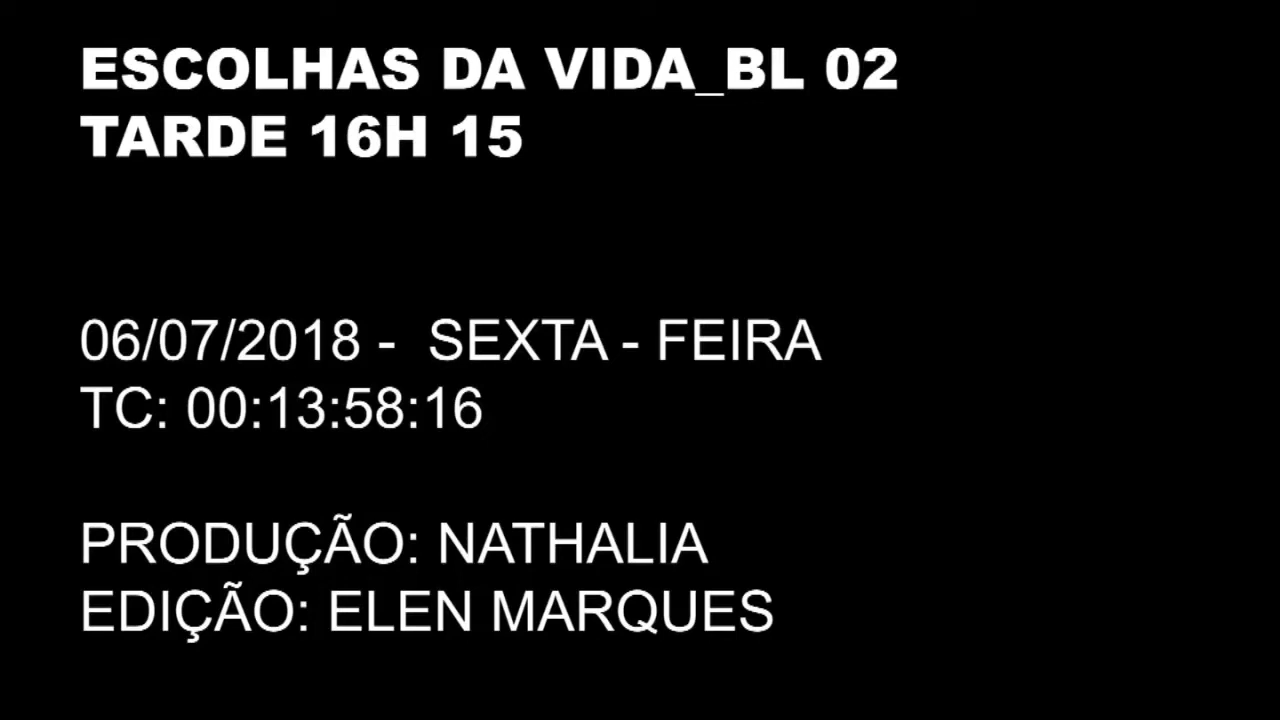 ESCOLHAS DA VIDA_BL 02
TARDE 16H 15
06/07/2018 -  SEXTA - FEIRA
TC: 00:13:58:16
PRODUÇÃO: NATHALIA
EDIÇÃO: ELEN MARQUES